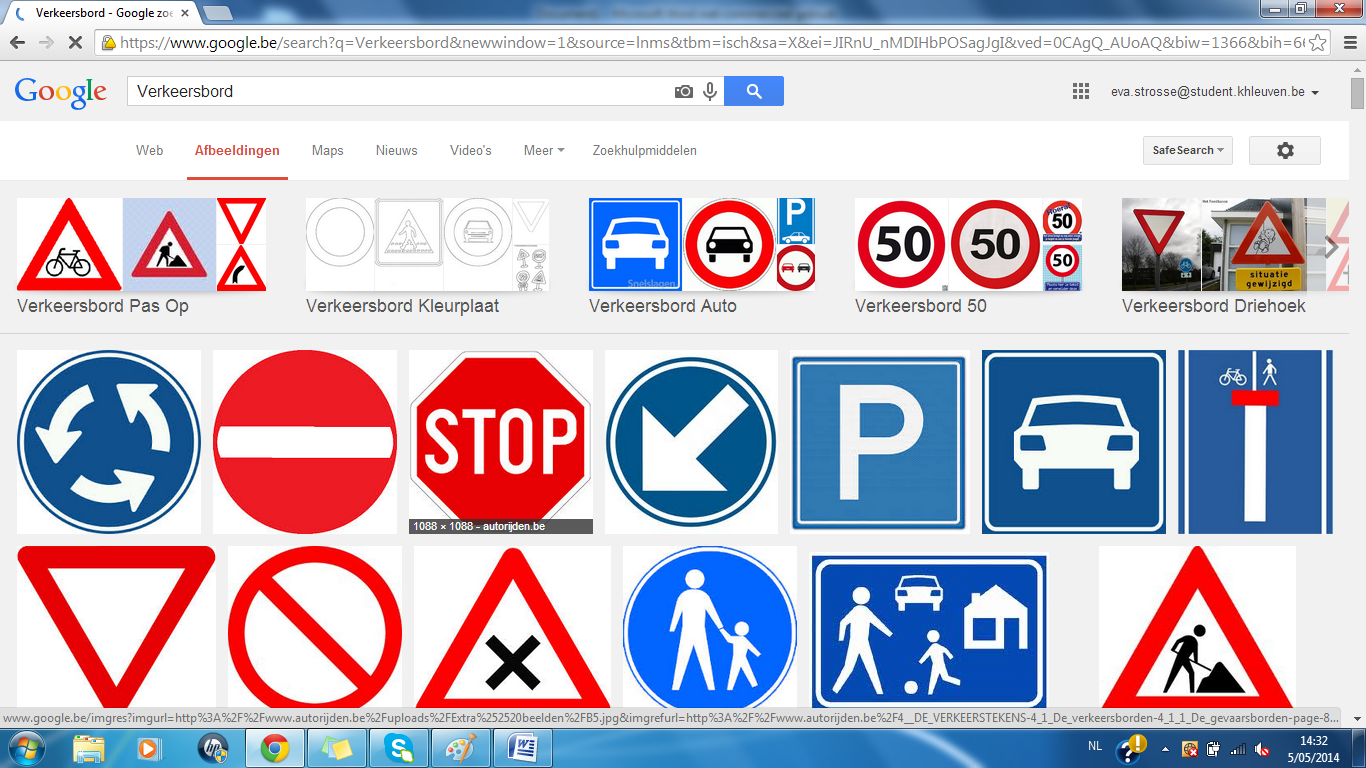 Verkeersbord - Google zoe
https://www.google.be/search?q=Verkeersbord&newwindow=1&source=lnms&tbm=isch&sa=X&ei=JIRnU_nMDIHbPOSagJgI&ved=0CAgQ_AUoAQ&biw=1366&bih=6
Google
Verkeersbord
eva.strosse@student.khleuven.be
Web Afbeeldingen Maps Nieuws Video's Meer Zoekhulpmiddelen
SafeSearch
P
50 50 50
50
Snelslagen
situatie
gewijzigd
Verkeersbord Pas Op Verkeersbord Kleurplaat Verkeersbord Auto Verkeersbord 50 Verkeersbord Driehoek
STOP
P
1088 × 1088 - autorijden.be
www.google.be/imgres?imgurl=http%3A%2F%2Fwww.autorijden.be%2Fuploads%2FExtra%252520beelden%2FB5.jpg&imgrefurl=http%3A%2F%2Fwww.autorijden.be%2F4__DE_VERKEERSTEKENS-4_1_De_verkeersborden-4_1_1_De_gevaarsborden-page-8...
hp
NL
14:32
5/05/2014